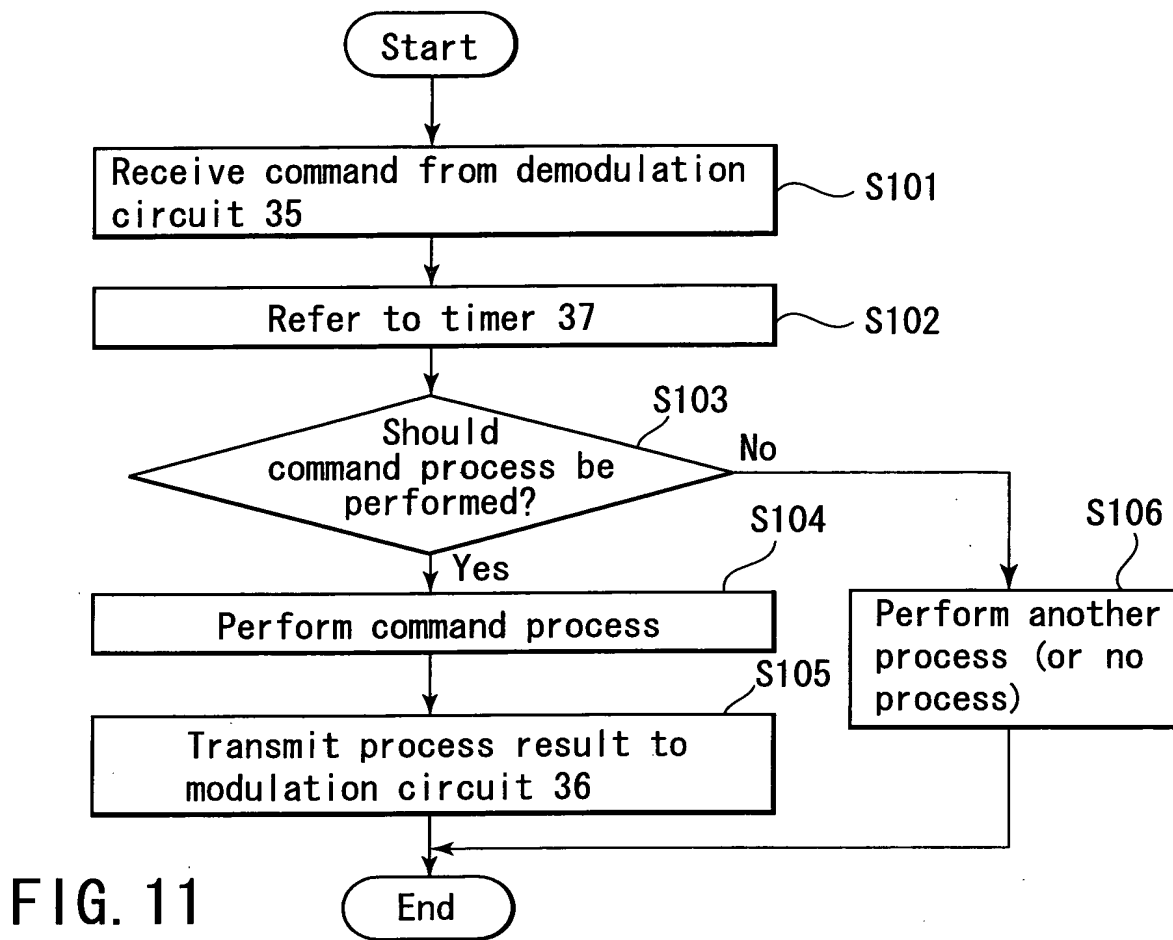 Start
Receive command from demodulation
circuit 35
S101
Refer to timer 37
S102
S103
Should
command process be
performed?
No
Yes
S104
Perform command process
S106
Perform another
process (or no
process)
S105
Transmit process result to
modulation circuit 36
End
FIG. 11